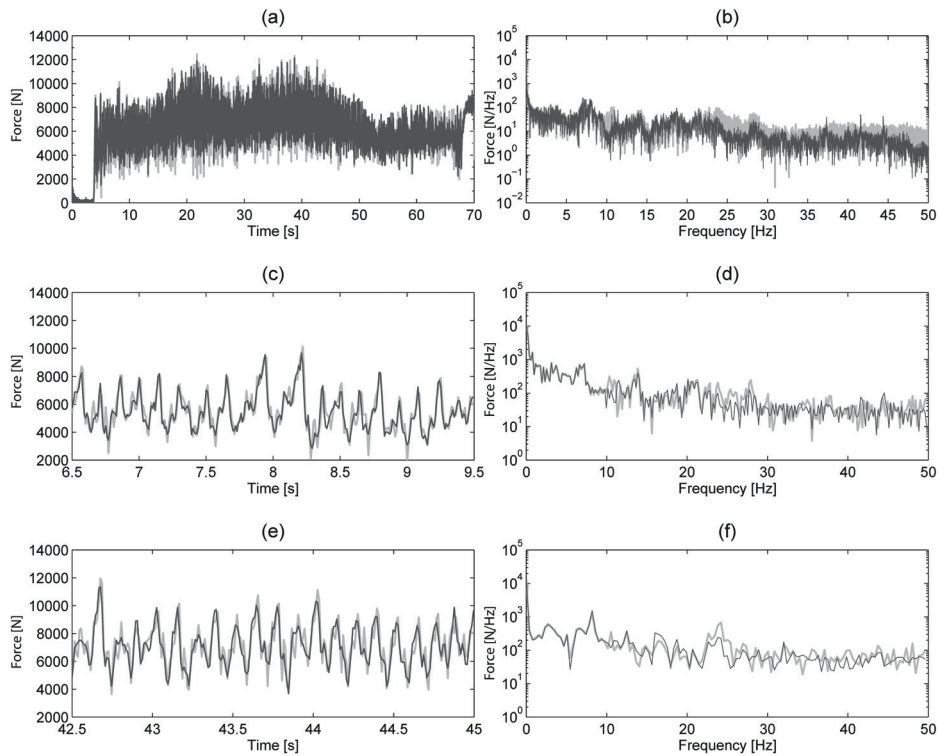 (a)
14000
12000
10000
8000
6000
4000
2000
0
Force [N]
0 10 20 30 40 50 60 70
Time [s]
(b)
10^5
10^4
10^3
10^2
10^1
10^0
10^-1
10^-2
Force [N/Hz]
0 5 10 15 20 25 30 35 40 45 50
Frequency [Hz]
(c)
14000
12000
10000
8000
6000
4000
2000
Force [N]
6.5 7 7.5 8 8.5 9 9.5
Time [s]
(d)
10^5
10^4
10^3
10^2
10^1
10^0
Force [N/Hz]
0 10 20 30 40 50
Frequency [Hz]
(e)
14000
12000
10000
8000
6000
4000
2000
Force [N]
42.5 43 43.5 44 44.5 45
Time [s]
(f)
10^5
10^4
10^3
10^2
10^1
10^0
Force [N/Hz]
0 10 20 30 40 50
Frequency [Hz]